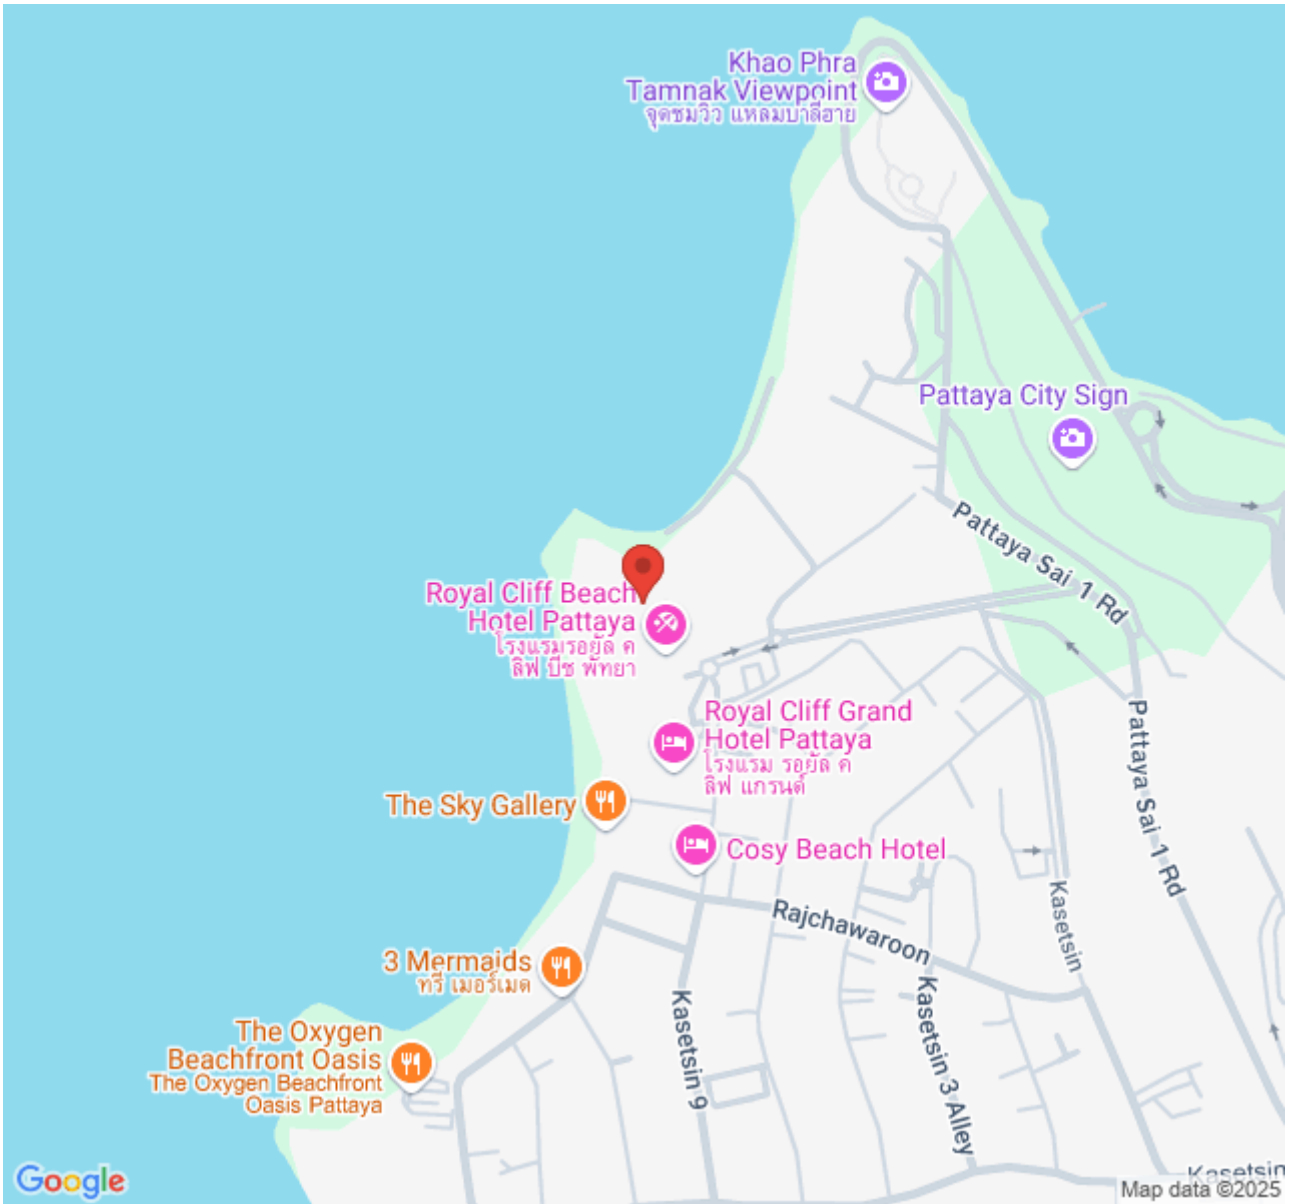 Khao Phra
Tamnak Viewpoint
จุดชมวิว แหลมบาลีฮาย
Pattaya City Sign
Pattaya Sai 1 Rd
Royal Cliff Beach
Hotel Pattaya
โรงแรมรอยัล ค
ลิฟ บีช พัทยา
Royal Cliff Grand
Hotel Pattaya
โรงแรม รอยัล ค
ลิฟ แกรนด์
Pattaya Sai 1 Rd
The Sky Gallery
Cosy Beach Hotel
Rajchawaroon
Kasetsin
3 Mermaids
ทรี เมอร์เมด
Kasetsin 9
Kasetsin 3 Alley
The Oxygen
Beachfront Oasis
The Oxygen Beachfront
Oasis Pattaya
Kasetsin
Google
Map data ©2025